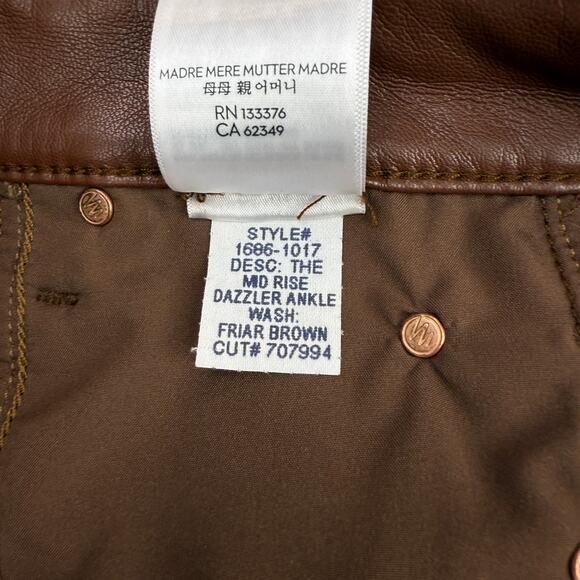 MADRE MERE MUTTER MADRE
母母 親 어머니
RN 133376
CA 62349
STYLE#
1686-1017
DESC: THE
MID RISE
DAZZLER ANKLE
WASH:
FRIAR BROWN
CUT# 707994